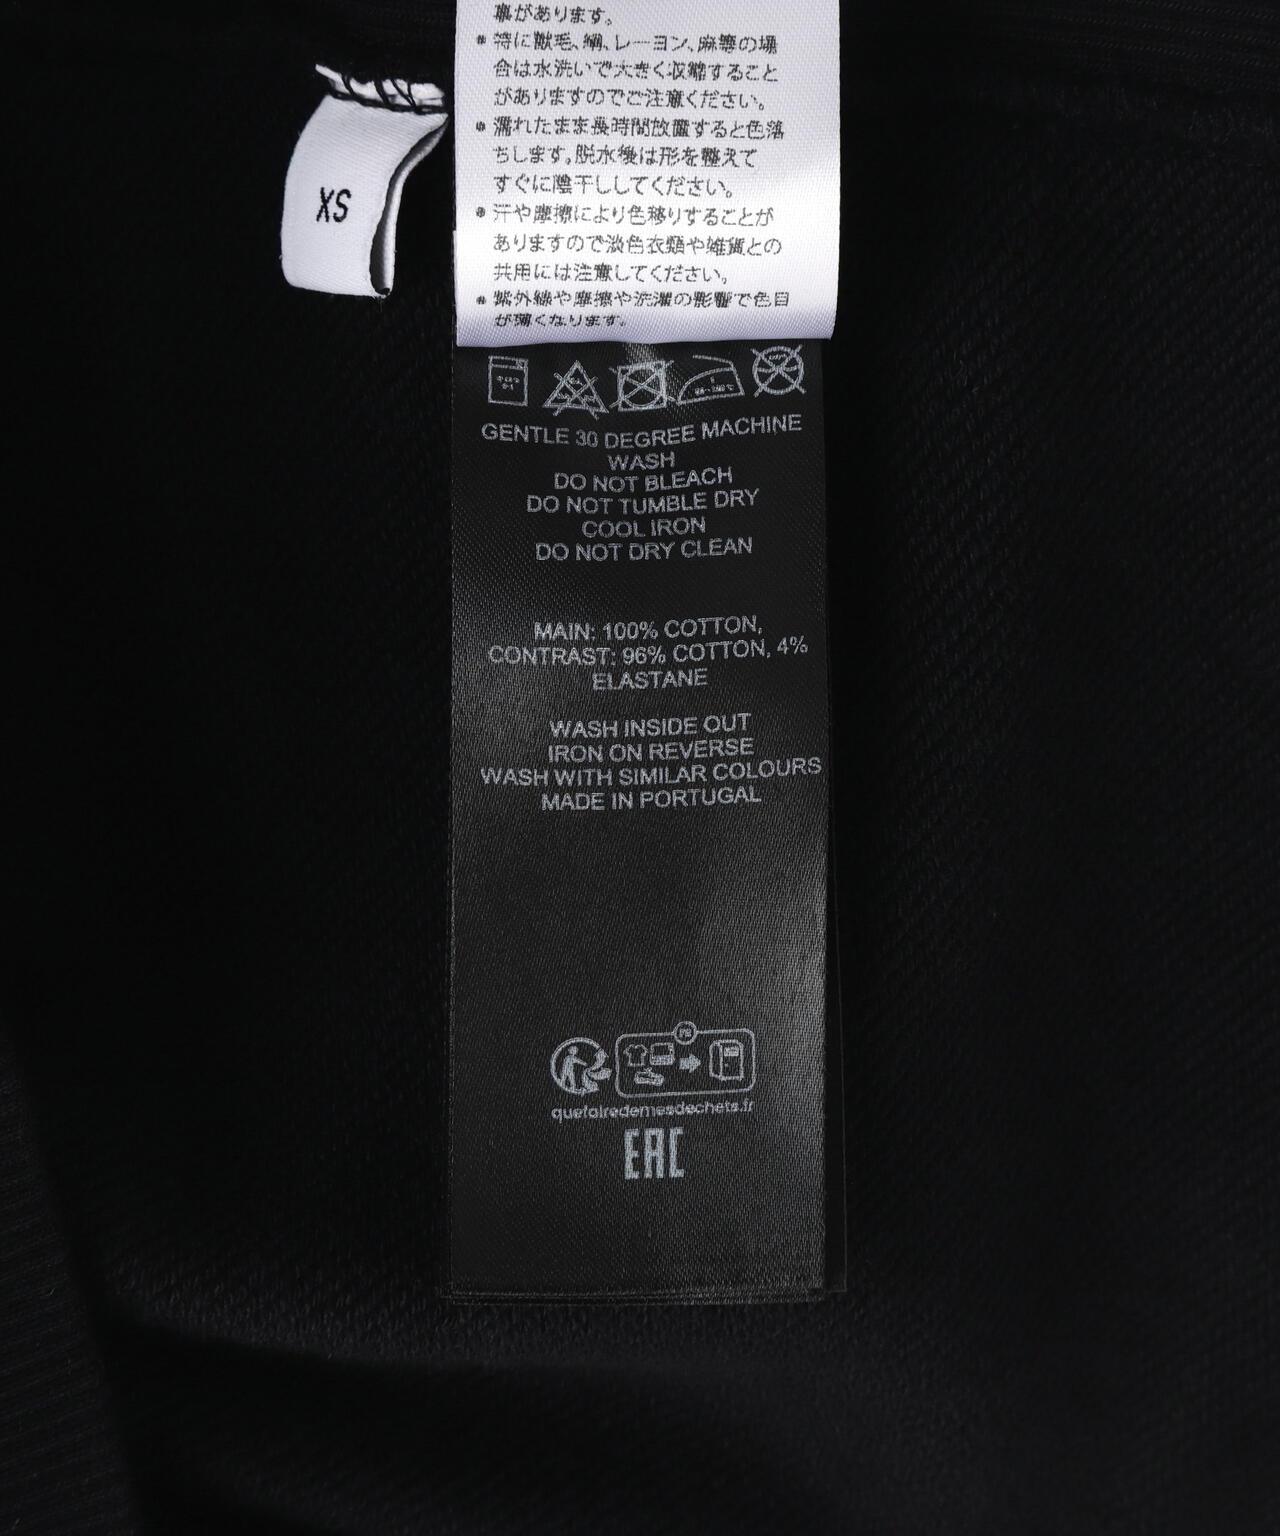 事があります。
* 特に獣毛、綿、レーヨン、麻等の場
合は水洗いで大きく収縮すること
がありますのでご注意ください。
* 濡れたまま長時間放置すると色落
ちします。脱水後は形を整えて
すぐに陰干ししてください。
* 汗や摩擦により色移りすることが
ありますので淡色衣類や雑貨との
共用には注意してください。
* 紫外線や摩擦や洗濯の影響で色目
が薄くなります。
XS
GENTLE 30 DEGREE MACHINE
WASH
DO NOT BLEACH
DO NOT TUMBLE DRY
COOL IRON
DO NOT DRY CLEAN
MAIN: 100% COTTON,
CONTRAST: 96% COTTON, 4%
ELASTANE
WASH INSIDE OUT
IRON ON REVERSE
WASH WITH SIMILAR COLOURS
MADE IN PORTUGAL
FR
quefairedemesdechets.fr
EAC